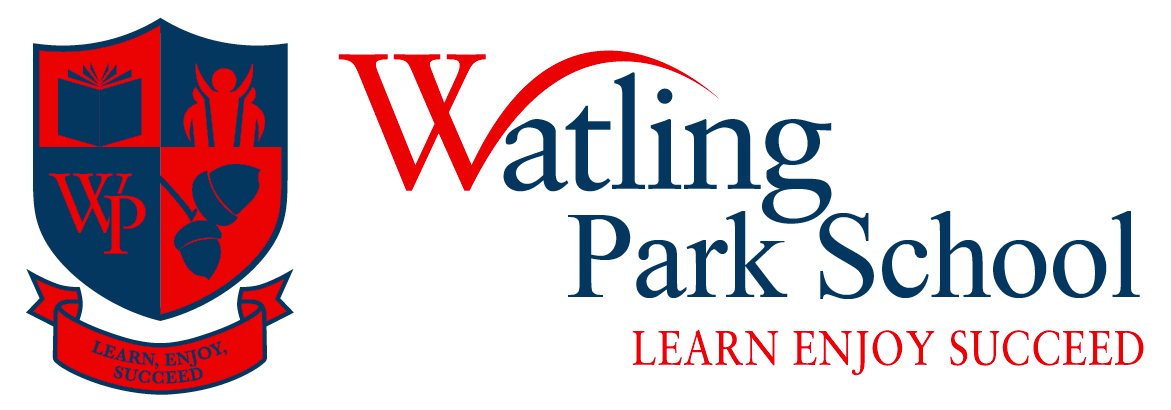 WP
LEARN, ENJOY,
SUCCEED
Watling
Park School
LEARN ENJOY SUCCEED